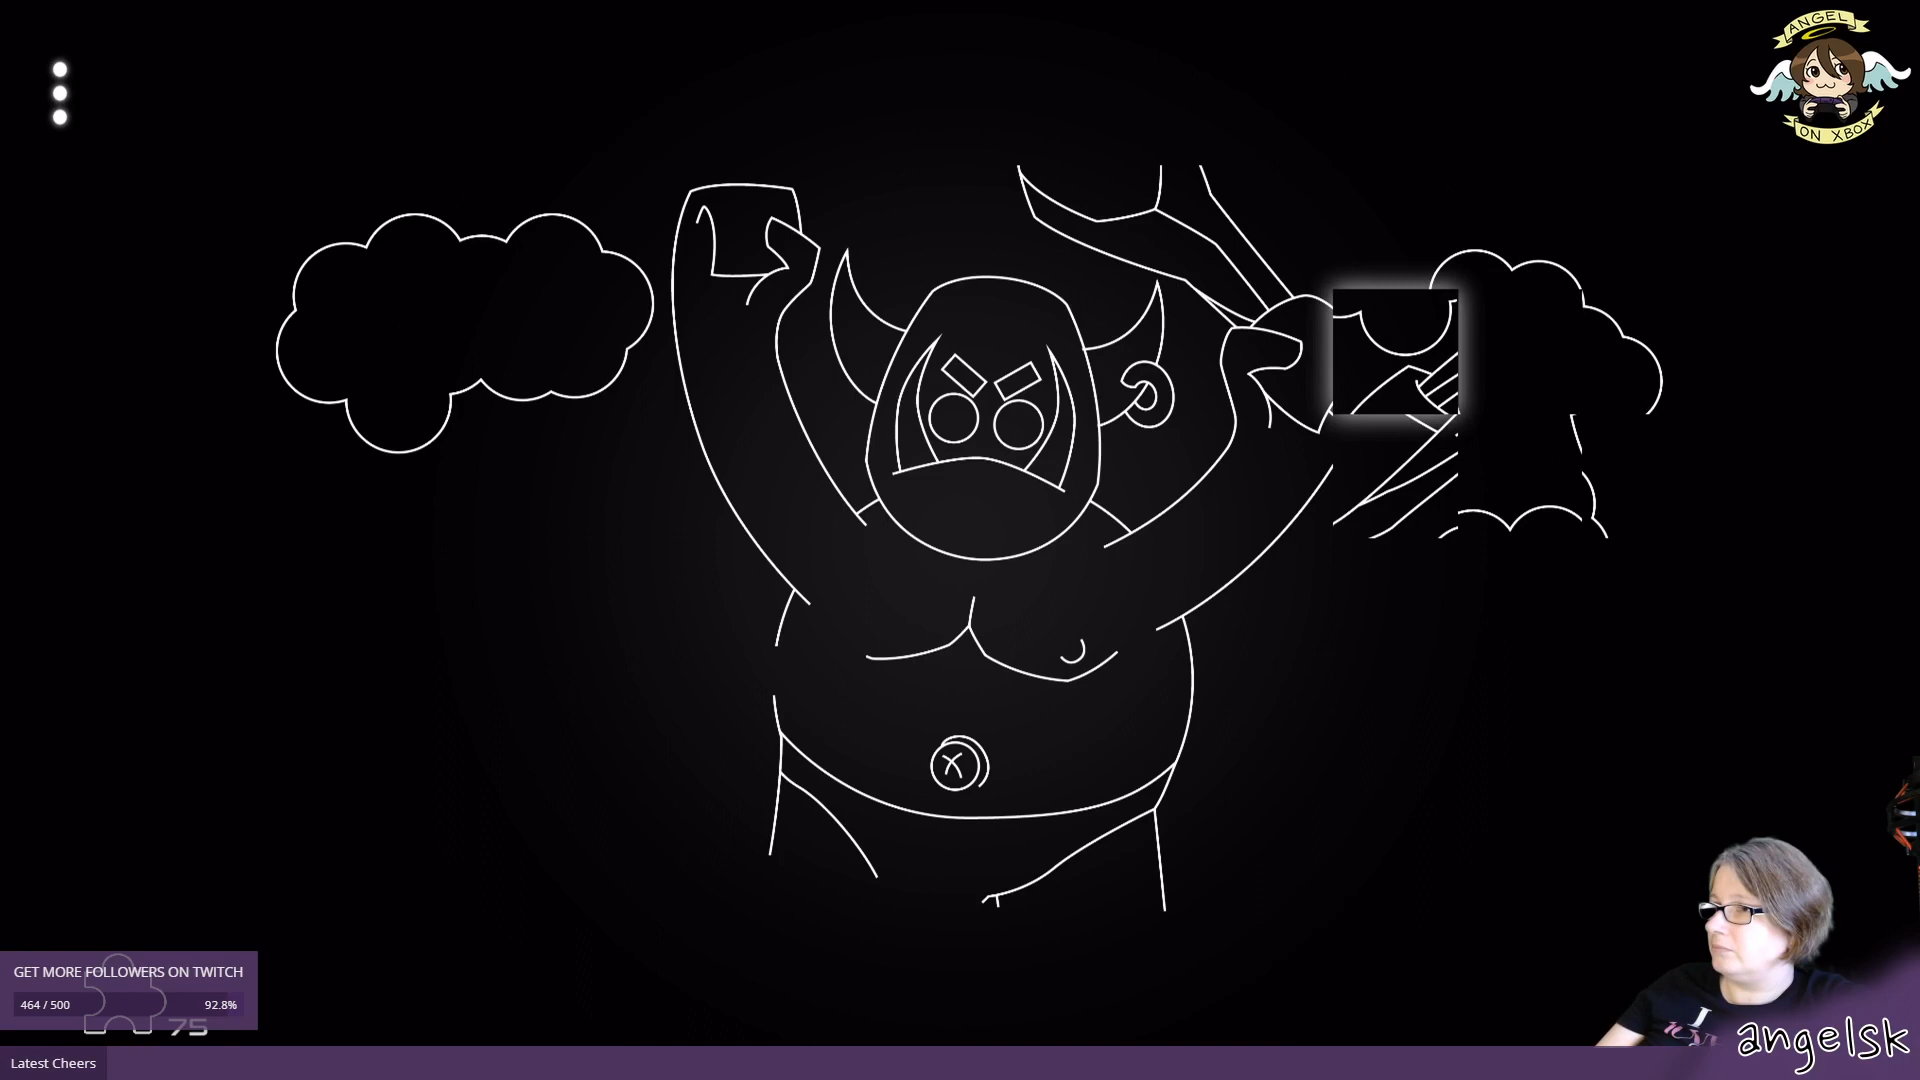 ANGEL
ON XBOX
GET MORE FOLLOWERS ON TWITCH
464 / 500
92.8%
75
Latest Cheers
angelsk